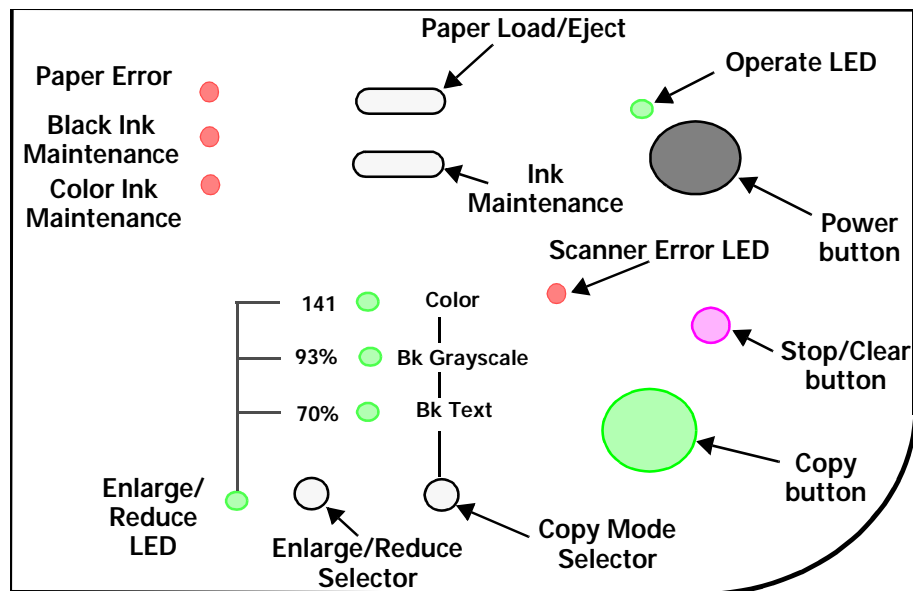 Paper Load/Eject
Operate LED
Paper Error
Black Ink
Maintenance
Color Ink
Maintenance
Ink
Maintenance
Power
button
Scanner Error LED
141
Color
93%
Bk Grayscale
70%
Bk Text
Stop/Clear
button
Copy
button
Enlarge/
Reduce
LED
Enlarge/Reduce
Selector
Copy Mode
Selector